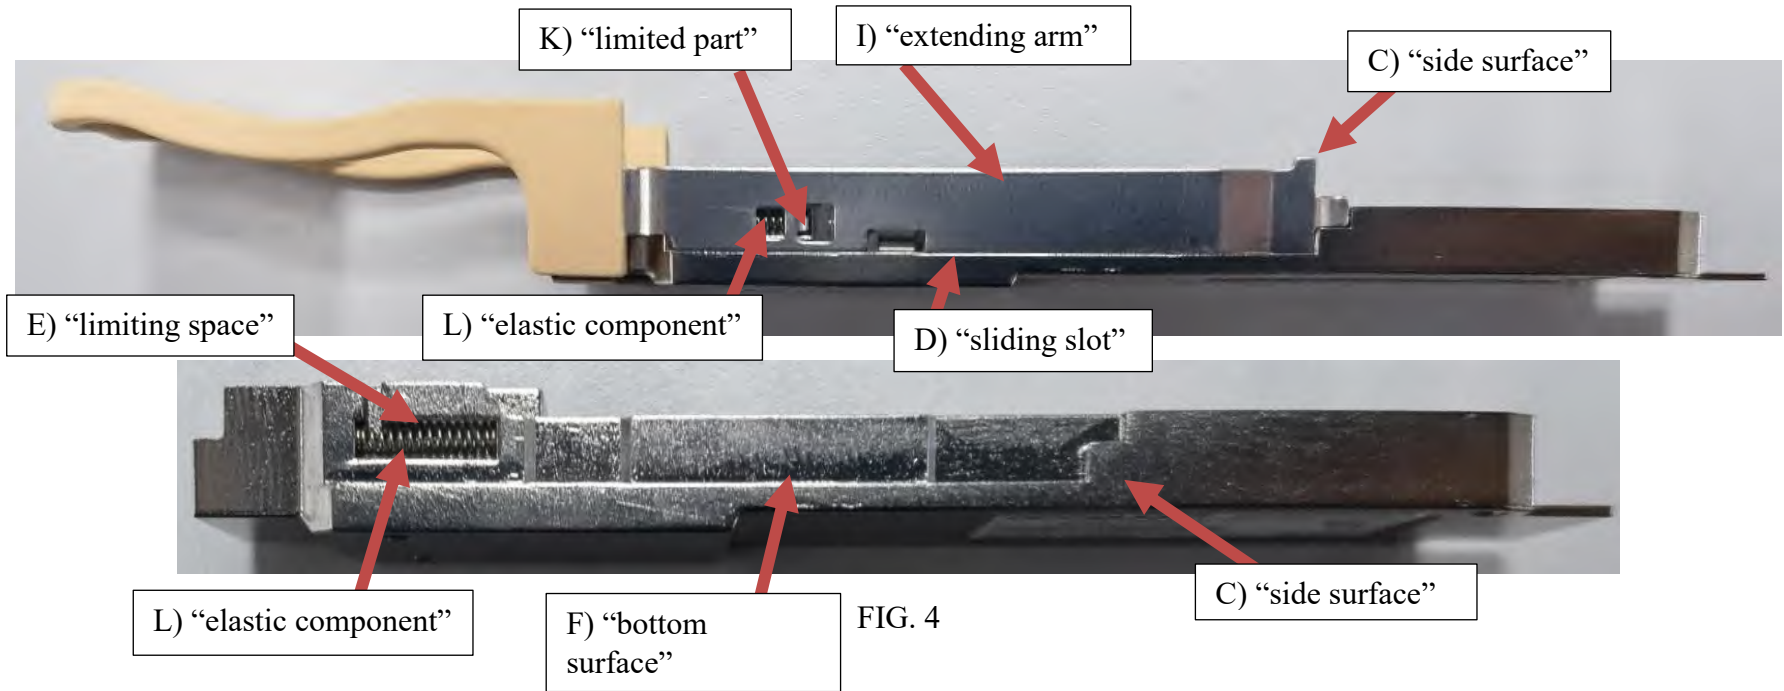 K) “limited part”
I) “extending arm”
C) “side surface”
E) “limiting space”
L) “elastic component”
D) “sliding slot”
L) “elastic component”
F) “bottom
surface”
FIG. 4
C) “side surface”